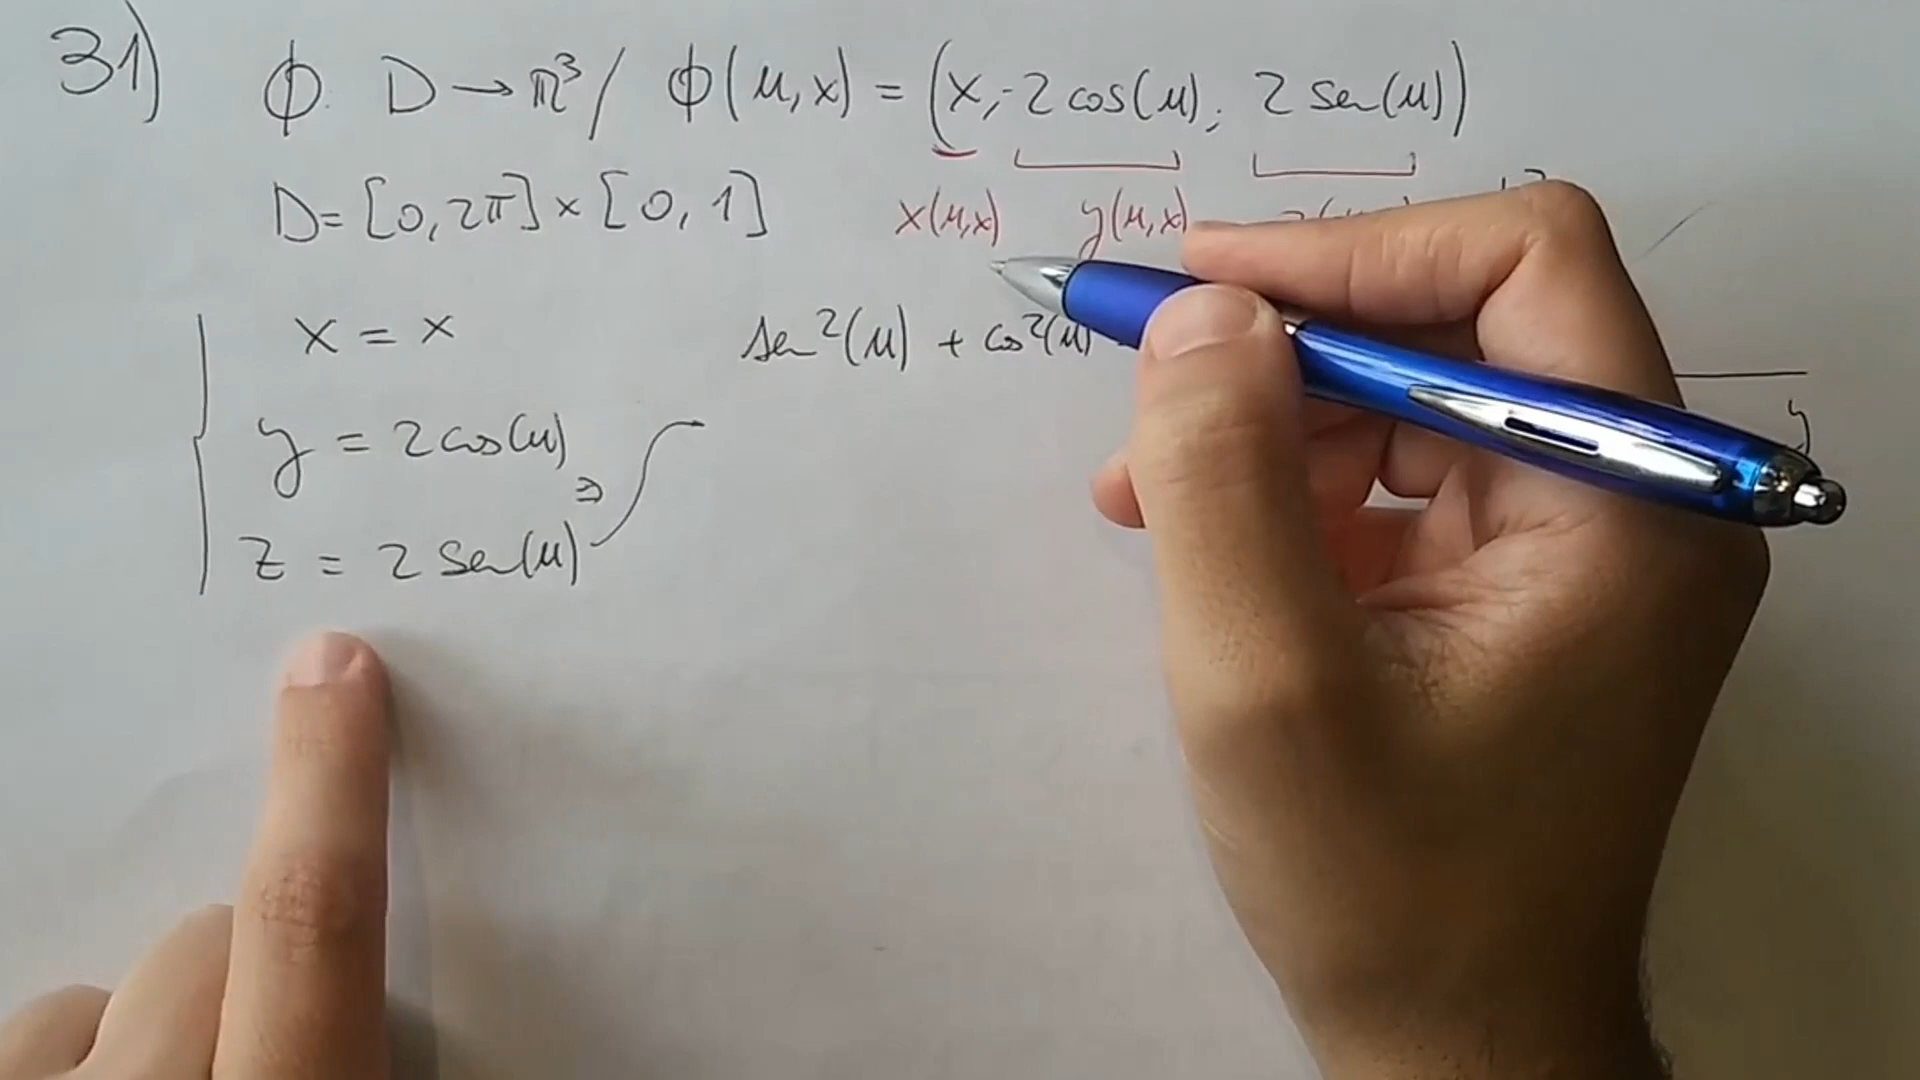 31) ϕ: D → ℝ³ / ϕ(μ,x) = (x, 2 cos(μ), 2 sen(μ))
D = [0, 2π] × [0, 1]
x(μ,x) y(μ,x)
x = x
sen²(μ) + cos²(μ)
y = 2 cos(μ)
⇒
z = 2 sen(μ)
y